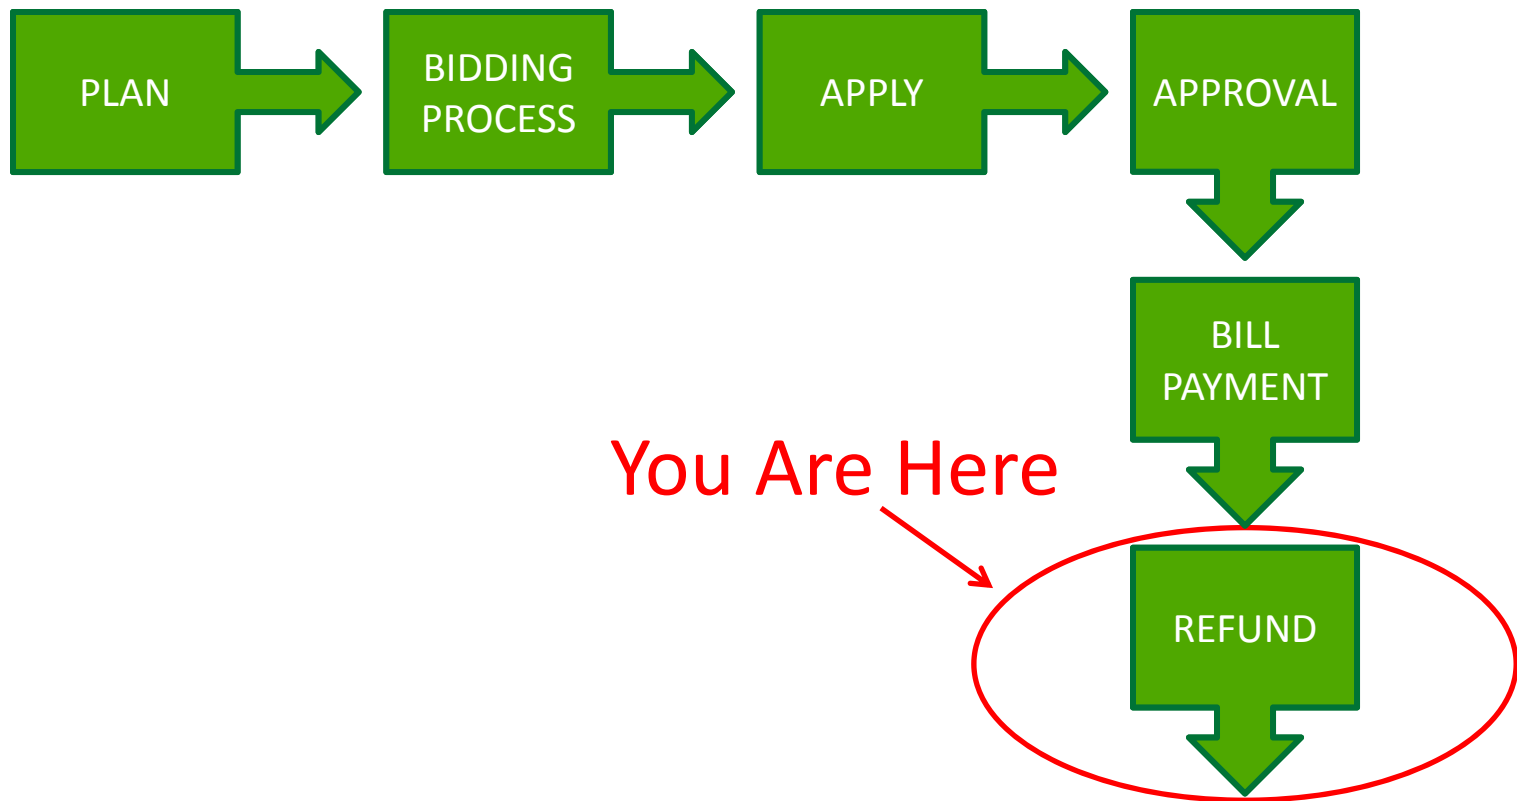 PLAN
BIDDING
PROCESS
APPLY
APPROVAL
BILL
PAYMENT
You Are Here
REFUND